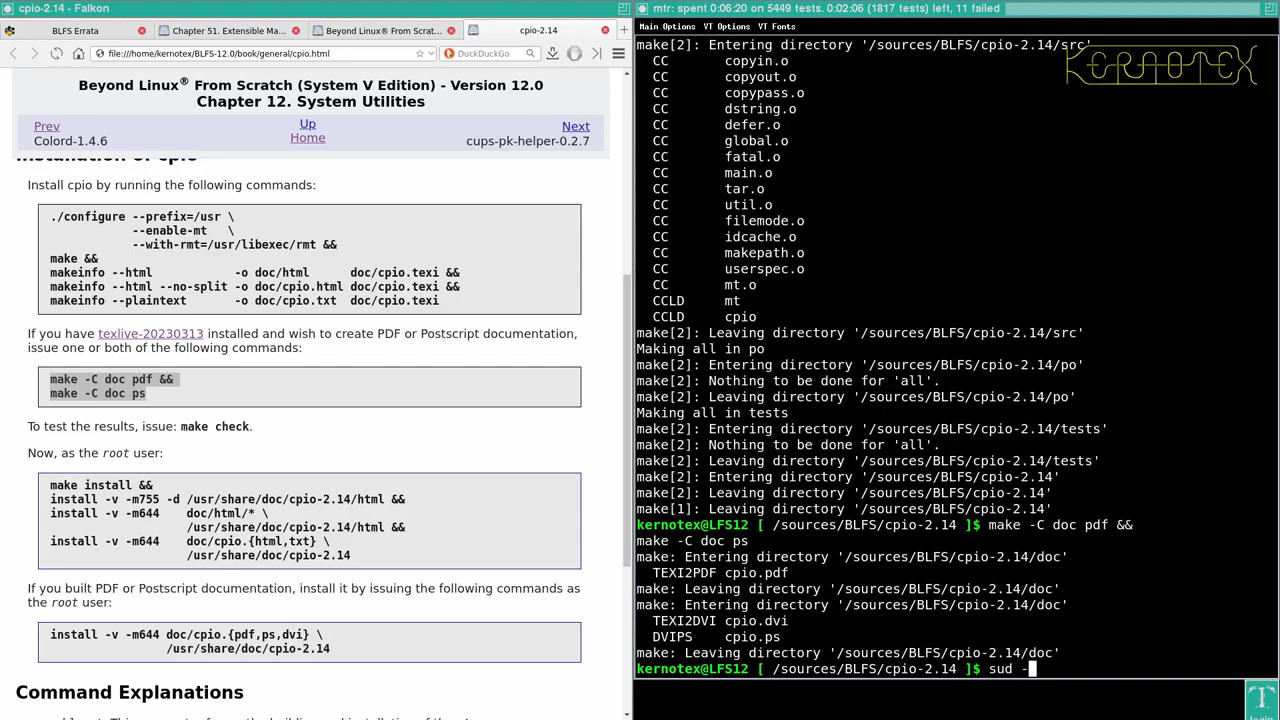 cpio-2.14 - Falkon
BLFS Errata
Chapter 51. Extensible Ma...
Beyond Linux® From Scrat...
cpio-2.14
file:///home/kernotex/BLFS-12.0/book/general/cpio.html
DuckDuckGo
Beyond Linux® From Scratch (System V Edition) - Version 12.0
Chapter 12. System Utilities
Prev
Up
Next
Colord-1.4.6
Home
cups-pk-helper-0.2.7
Installation of cpio
Install cpio by running the following commands:
./configure --prefix=/usr \
--enable-mt \
--with-rmt=/usr/libexec/rmt &&
make &&
makeinfo --html -o doc/html doc/cpio.texi &&
makeinfo --html --no-split -o doc/cpio.html doc/cpio.texi &&
makeinfo --plaintext -o doc/cpio.txt doc/cpio.texi
If you have texlive-20230313 installed and wish to create PDF or Postscript documentation,
issue one or both of the following commands:
make -C doc pdf &&
make -C doc ps
To test the results, issue: make check.
Now, as the root user:
make install &&
install -v -m755 -d /usr/share/doc/cpio-2.14/html &&
install -v -m644 doc/html/* \
/usr/share/doc/cpio-2.14/html &&
install -v -m644 doc/cpio.{html,txt} \
/usr/share/doc/cpio-2.14
If you built PDF or Postscript documentation, install it by issuing the following commands as
the root user:
install -v -m644 doc/cpio.{pdf,ps,dvi} \
/usr/share/doc/cpio-2.14
Command Explanations
mtr: spent 0:06:20 on 5449 tests. 0:02:06 (1817 tests) left, 11 failed
Main Options VT Options VT Fonts
KERNOTEX
make[2]: Entering directory '/sources/BLFS/cpio-2.14/src'
CC copyin.o
CC copyout.o
CC copypass.o
CC dstring.o
CC defer.o
CC global.o
CC fatal.o
CC main.o
CC tar.o
CC util.o
CC filemode.o
CC idcache.o
CC makepath.o
CC userspec.o
CC mt.o
CCLD mt
CCLD cpio
make[2]: Leaving directory '/sources/BLFS/cpio-2.14/src'
Making all in po
make[2]: Entering directory '/sources/BLFS/cpio-2.14/po'
make[2]: Nothing to be done for 'all'.
make[2]: Leaving directory '/sources/BLFS/cpio-2.14/po'
Making all in tests
make[2]: Entering directory '/sources/BLFS/cpio-2.14/tests'
make[2]: Nothing to be done for 'all'.
make[2]: Leaving directory '/sources/BLFS/cpio-2.14/tests'
make[2]: Entering directory '/sources/BLFS/cpio-2.14'
make[2]: Leaving directory '/sources/BLFS/cpio-2.14'
make[1]: Leaving directory '/sources/BLFS/cpio-2.14'
kernotex@LFS12 [ /sources/BLFS/cpio-2.14 ]$ make -C doc pdf &&
make -C doc ps
make: Entering directory '/sources/BLFS/cpio-2.14/doc'
TEXI2PDF cpio.pdf
make: Leaving directory '/sources/BLFS/cpio-2.14/doc'
make: Entering directory '/sources/BLFS/cpio-2.14/doc'
TEXI2DVI cpio.dvi
DVIPS cpio.ps
make: Leaving directory '/sources/BLFS/cpio-2.14/doc'
kernotex@LFS12 [ /sources/BLFS/cpio-2.14 ]$ sud -
login